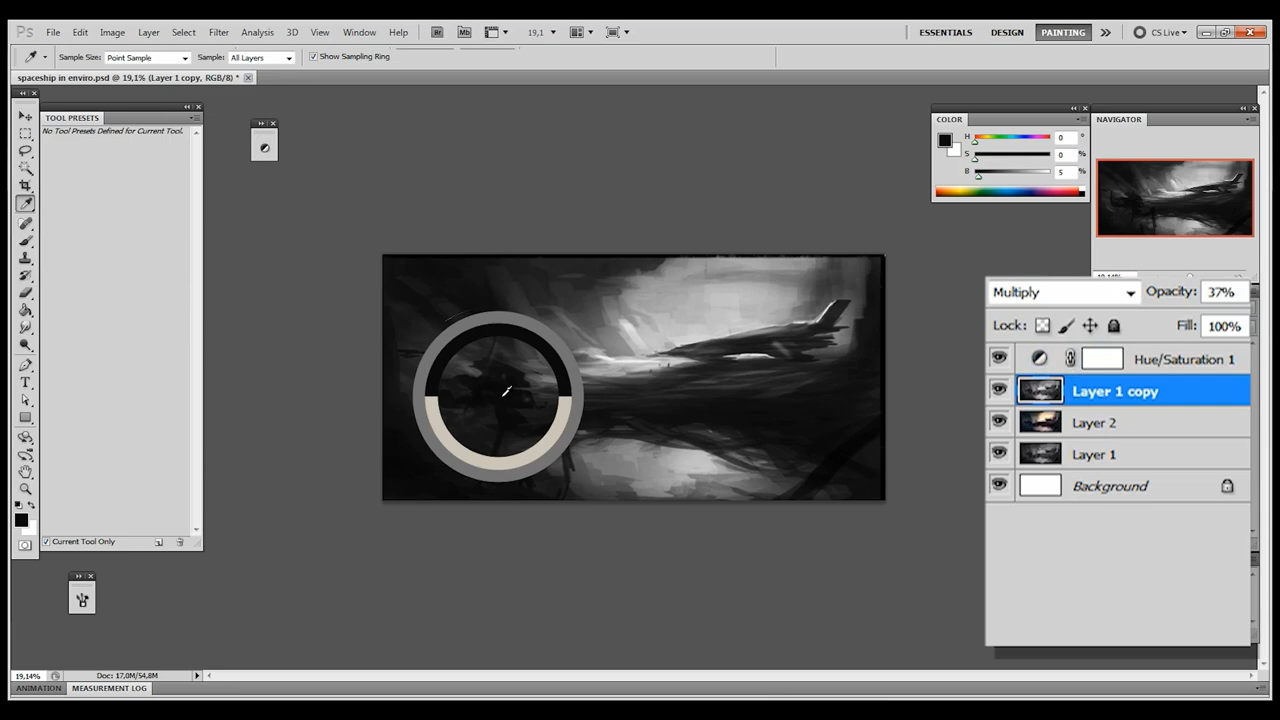 Ps File Edit Image Layer Select Filter Analysis 3D View Window Help Br Mb 19,1 ESSENTIALS DESIGN PAINTING CS Live
Sample Size: Point Sample Sample: All Layers Show Sampling Ring
spaceship in enviro.psd @ 19,1% (Layer 1 copy, RGB/8) *
TOOL PRESETS
No Tool Presets Defined for Current Tool.
COLOR
H 0 °
S 0 %
B 5 %
NAVIGATOR
Multiply Opacity: 37%
Lock: Fill: 100%
Hue/Saturation 1
Layer 1 copy
Layer 2
Layer 1
Background
Current Tool Only
19,14% Doc: 17,0M/54,8M
ANIMATION MEASUREMENT LOG